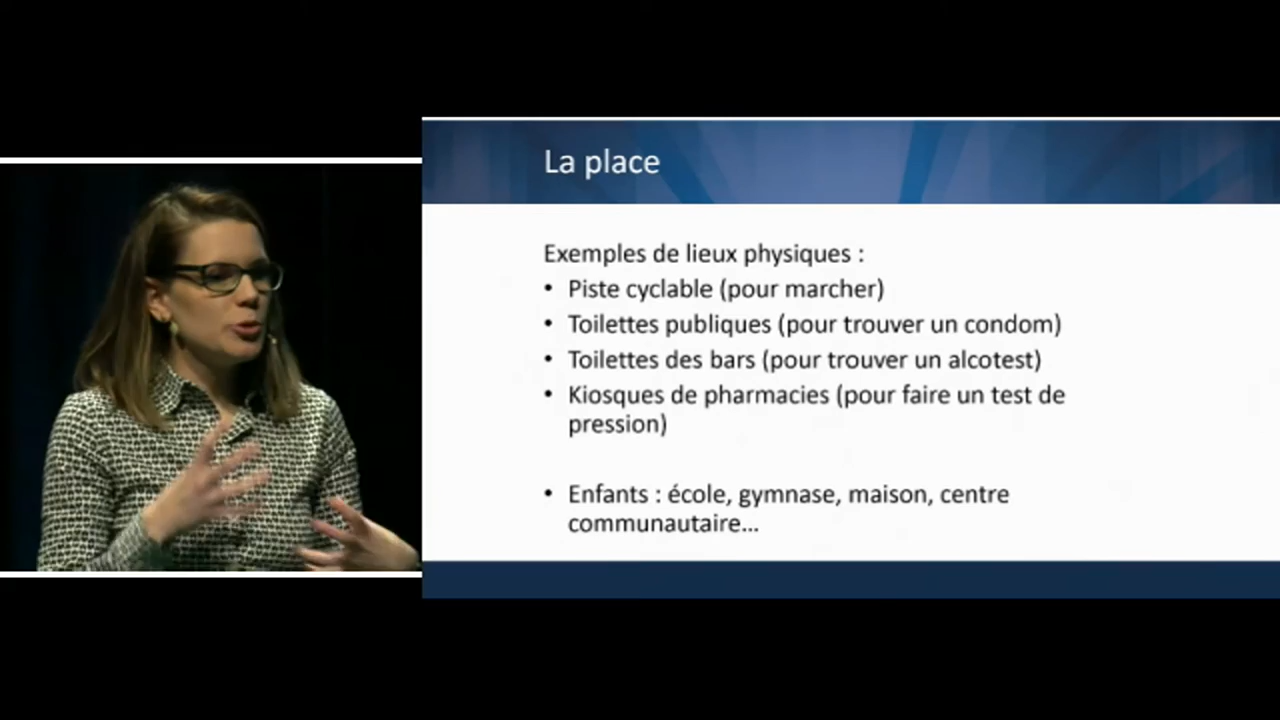 La place
Exemples de lieux physiques :
• Piste cyclable (pour marcher)
• Toilettes publiques (pour trouver un condom)
• Toilettes des bars (pour trouver un alcotest)
• Kiosques de pharmacies (pour faire un test de
pression)
• Enfants : école, gymnase, maison, centre
communautaire...